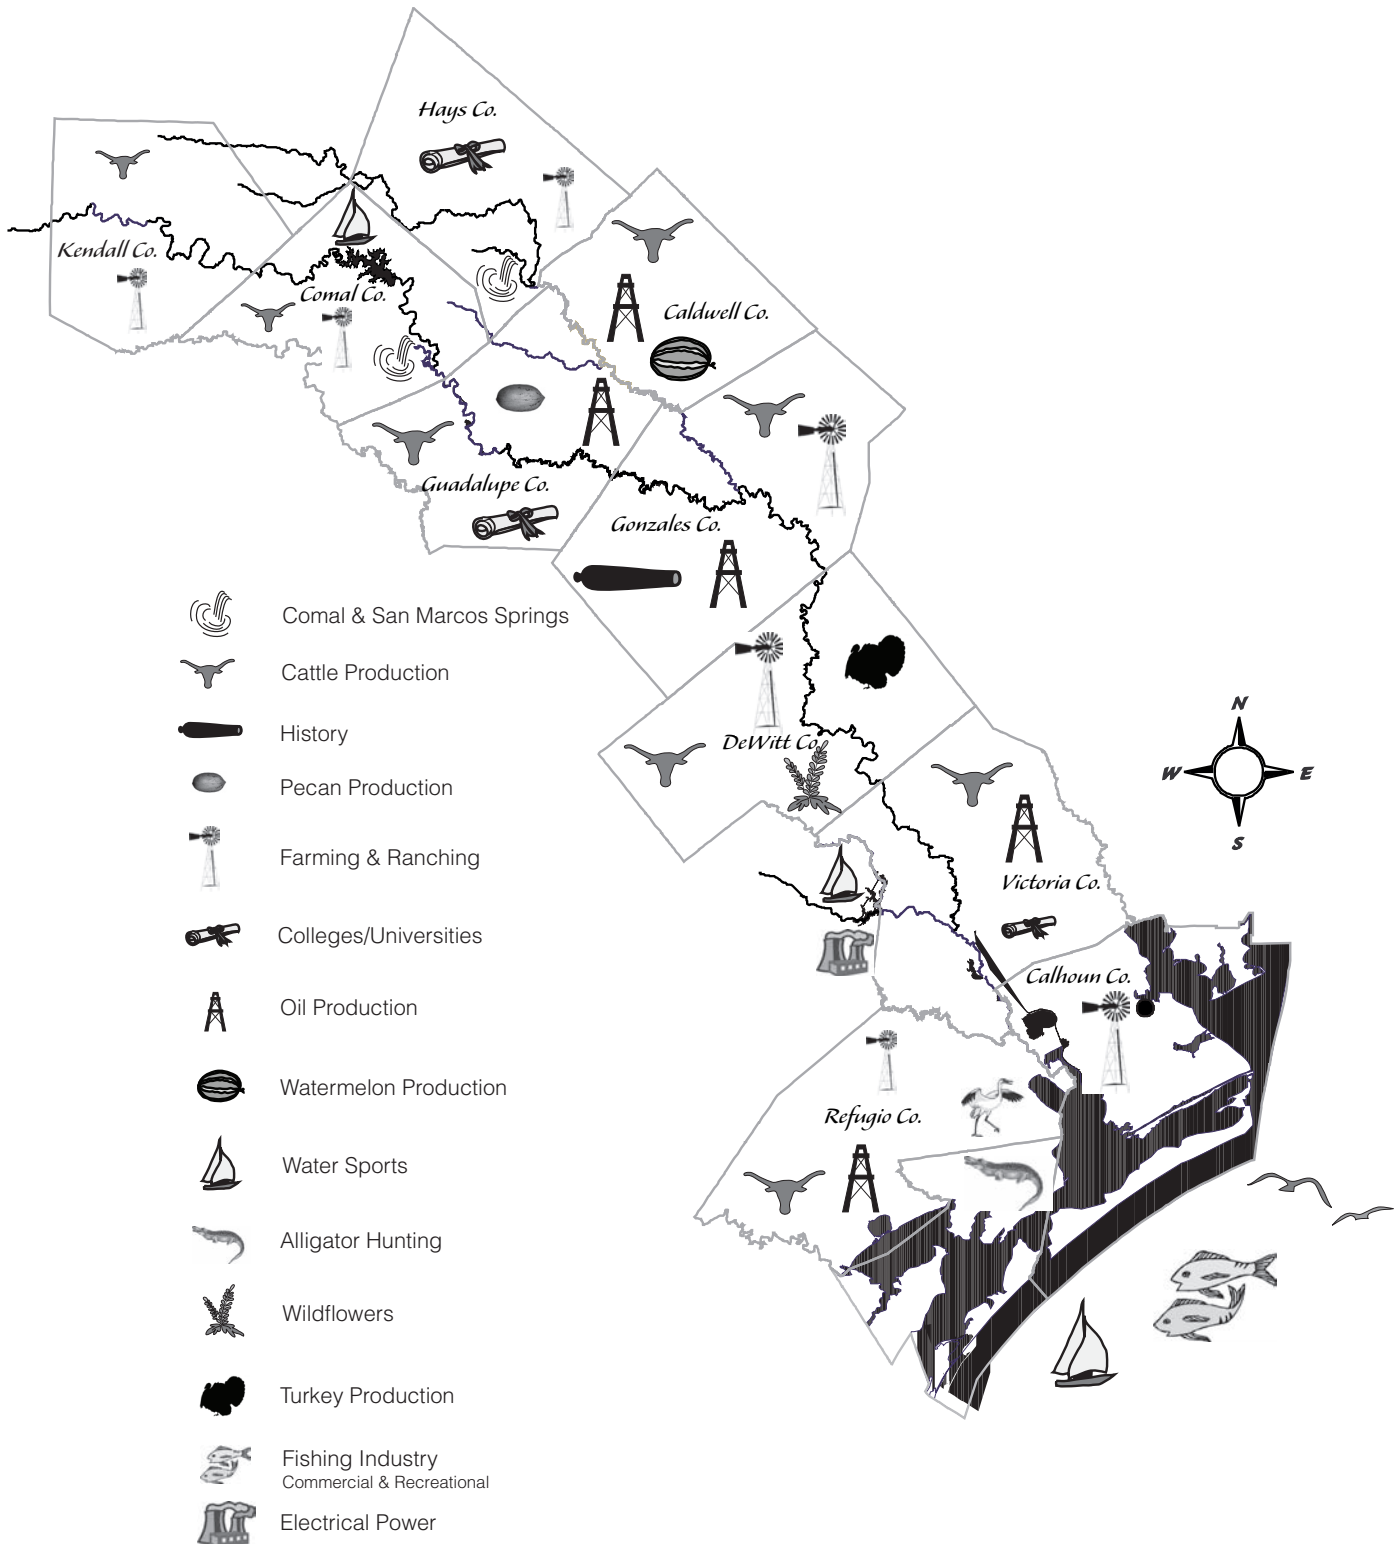 Hays Co.
Kendall Co.
Comal Co.
Caldwell Co.
Guadalupe Co.
Gonzales Co.
DeWitt Co.
Victoria Co.
Calhoun Co.
Refugio Co.
N
W
E
S
Comal & San Marcos Springs
Cattle Production
History
Pecan Production
Farming & Ranching
Colleges/Universities
Oil Production
Watermelon Production
Water Sports
Alligator Hunting
Wildflowers
Turkey Production
Fishing Industry
Commercial & Recreational
Electrical Power